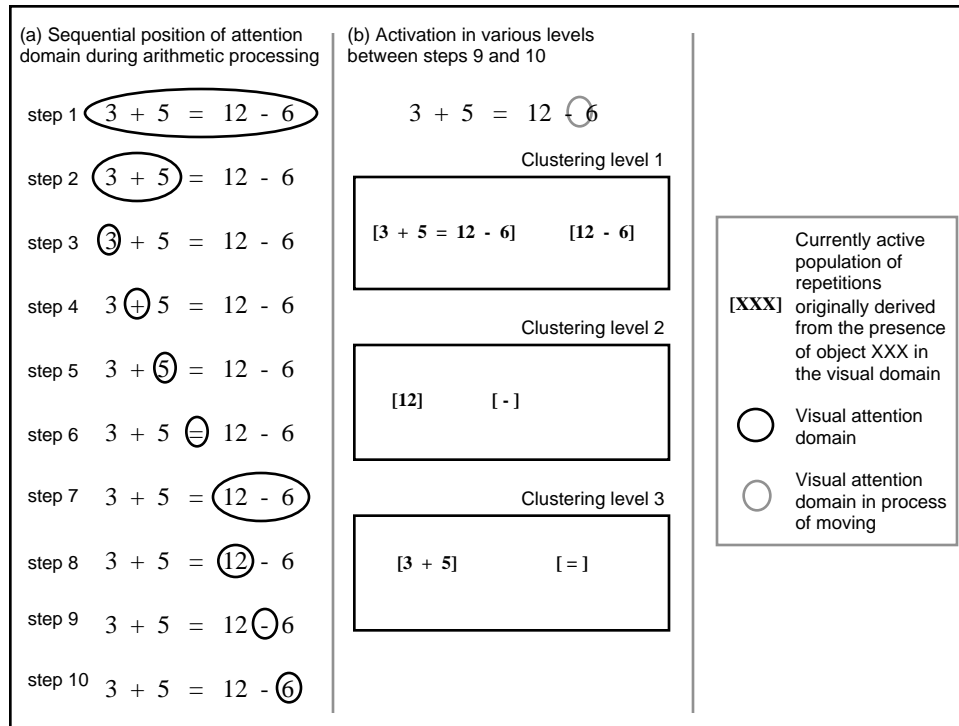 (a) Sequential position of attention
domain during arithmetic processing
step 1 3 + 5 = 12 - 6
step 2 3 + 5 = 12 - 6
step 3 3 + 5 = 12 - 6
step 4 3 + 5 = 12 - 6
step 5 3 + 5 = 12 - 6
step 6 3 + 5 = 12 - 6
step 7 3 + 5 = 12 - 6
step 8 3 + 5 = 12 - 6
step 9 3 + 5 = 12 - 6
step 10 3 + 5 = 12 - 6
(b) Activation in various levels
between steps 9 and 10
3 + 5 = 12 - 6
Clustering level 1
[3 + 5 = 12 - 6] [12 - 6]
Clustering level 2
[12] [ - ]
Clustering level 3
[3 + 5] [ = ]
[XXX]
Currently active
population of
repetitions
originally derived
from the presence
of object XXX in
the visual domain
Visual attention
domain
Visual attention
domain in process
of moving